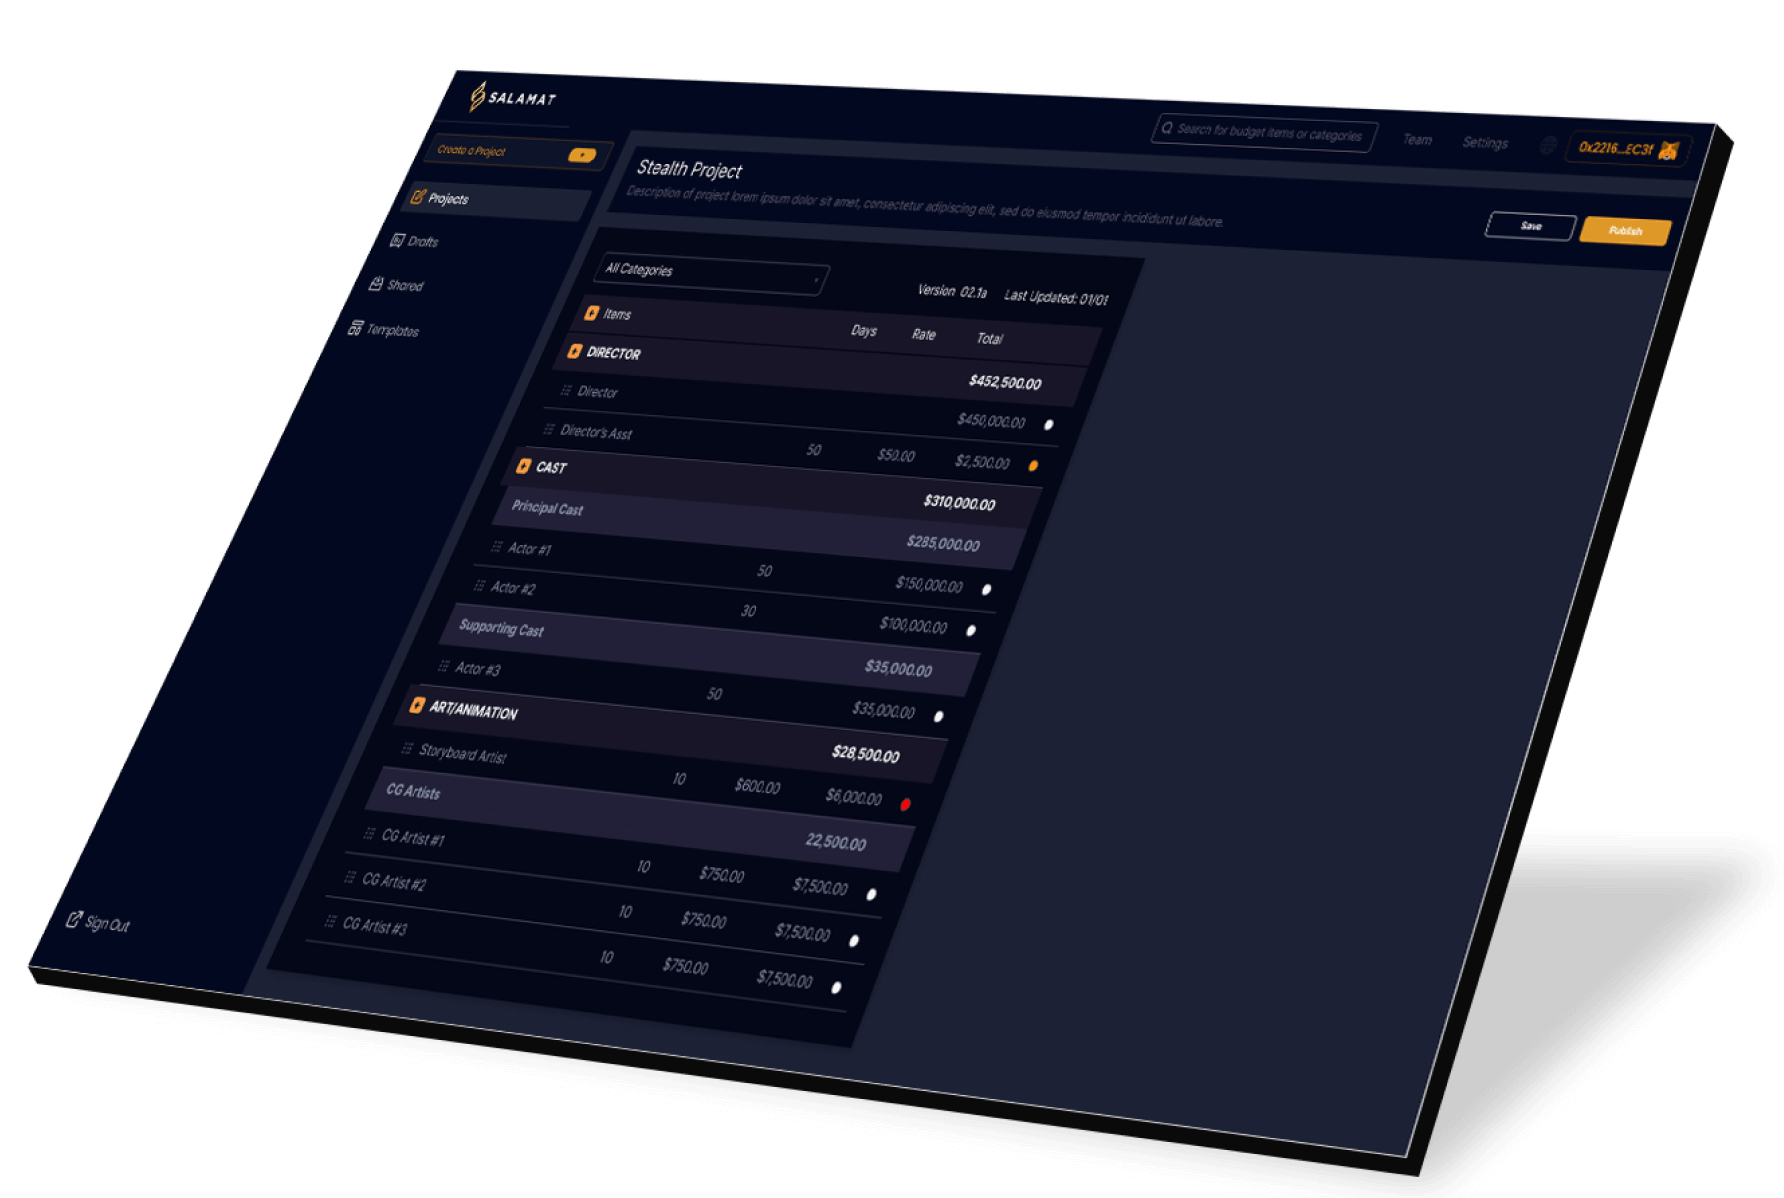 SALAMAT
Search for budget items or categories
Team
Settings
0x2216...EC3f
Create a Project
+
Projects
Drafts
Shared
Templates
Sign Out
Stealth Project
Description of project lorem ipsum dolor sit amet, consectetur adipiscing elit, sed do eiusmod tempor incididunt ut labore.
Save
Publish
All Categories
Version 02.1a Last Updated: 01/0
Items Days Rate Total
DIRECTOR $452,500.00
Director $450,000.00
Director's Asst 50 $50.00 $2,500.00
CAST $310,000.00
Principal Cast $285,000.00
Actor #1 50 $150,000.00
Actor #2 30 $100,000.00
Supporting Cast $35,000.00
Actor #3 50 $35,000.00
ART/ANIMATION $28,500.00
Storyboard Artist 10 $600.00 $6,000.00
CG Artists 22,500.00
CG Artist #1 10 $750.00 $7,500.00
CG Artist #2 10 $750.00 $7,500.00
CG Artist #3 10 $750.00 $7,500.00